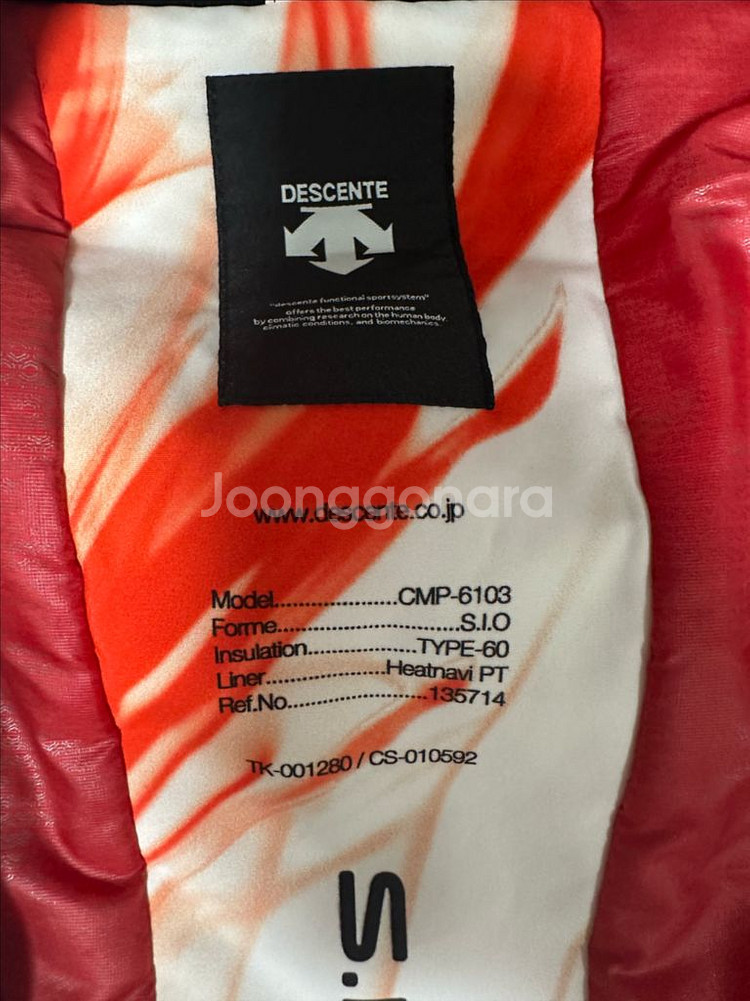 DESCENTE
"descente functional sportsystem"
offers the best performance
by combining research on the human body,
climatic conditions, and biomechanics.
Joonggonara
www.descente.co.jp
Model......................CMP-6103
Forme.................................S.I.O
Insulation....................TYPE-60
Liner......................Heatnavi PT
Ref.No.........................135714
TK-001280 / CS-010592
S.I